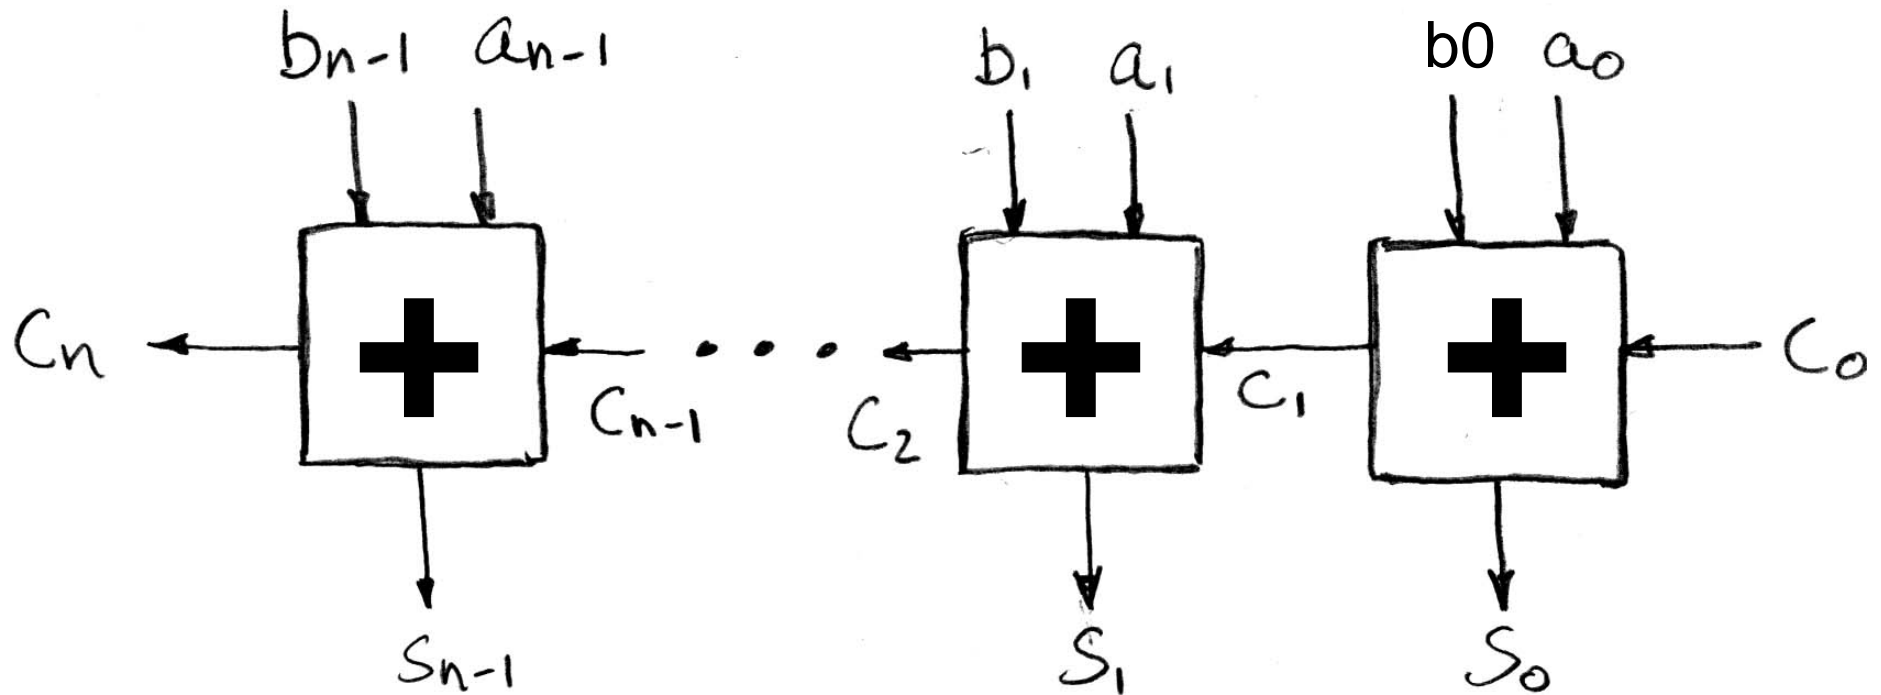 bn-1 an-1 b1 a1 b0 a0
+ + +
Cn Cn-1 C2 C1 C0
Sn-1 S1 S0